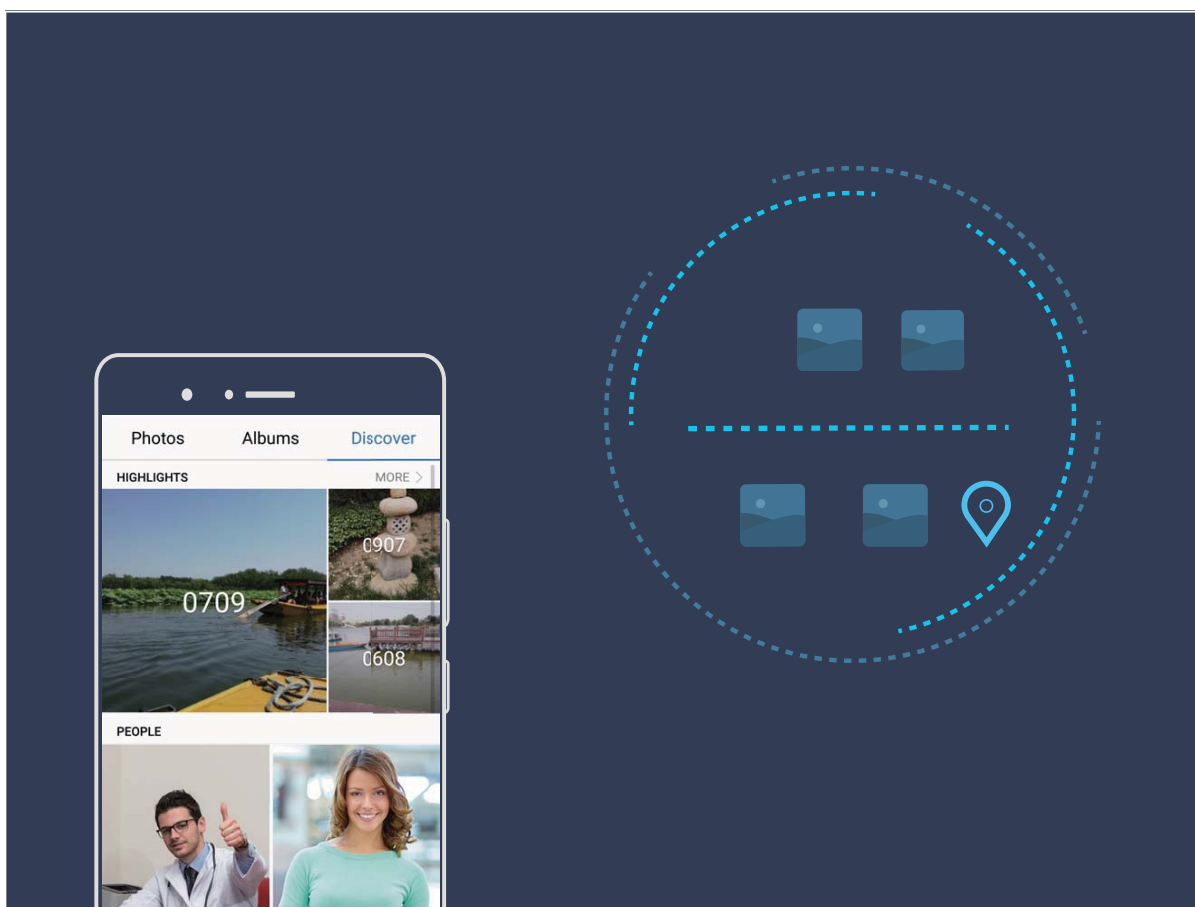 Photos Albums Discover
HIGHLIGHTS MORE >
0907
0709
0608
PEOPLE